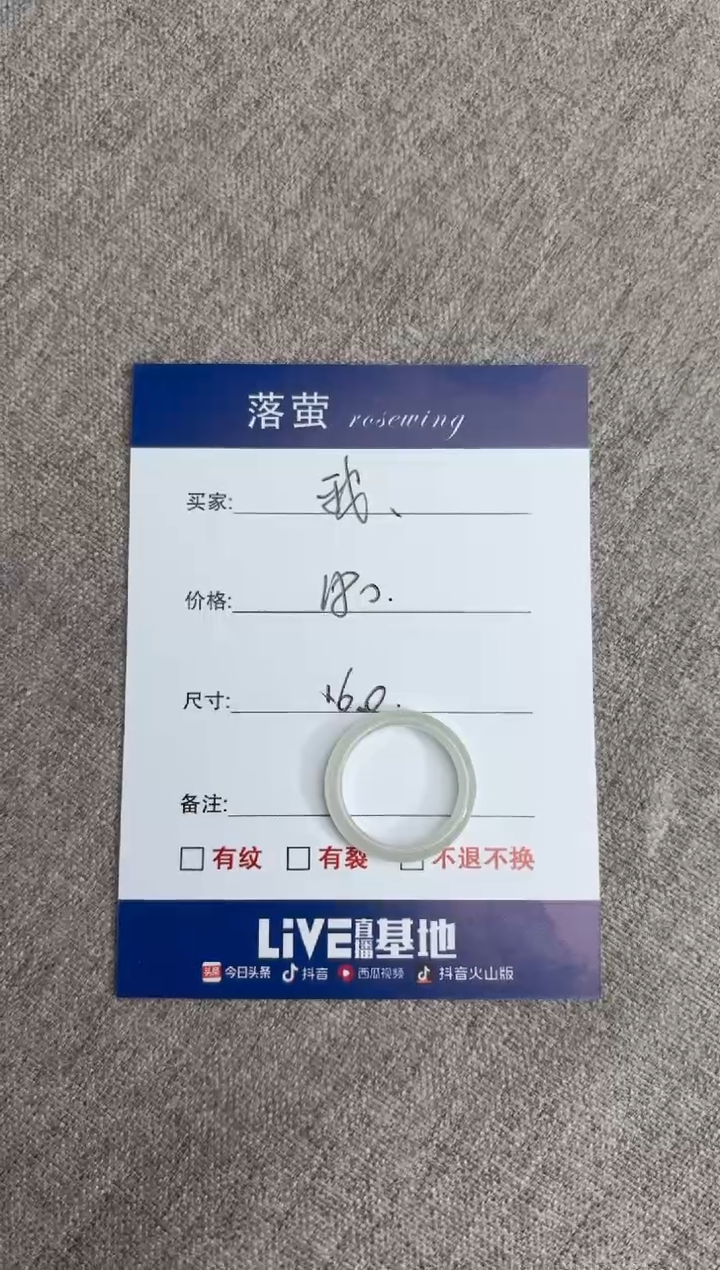 落萤 rosewing
买家: 我、
价格: 180.
尺寸: 16.0.
备注:
有纹 有裂 不退不换
LiVE直播基地
头条 今日头条 抖音 西瓜视频 抖音火山版